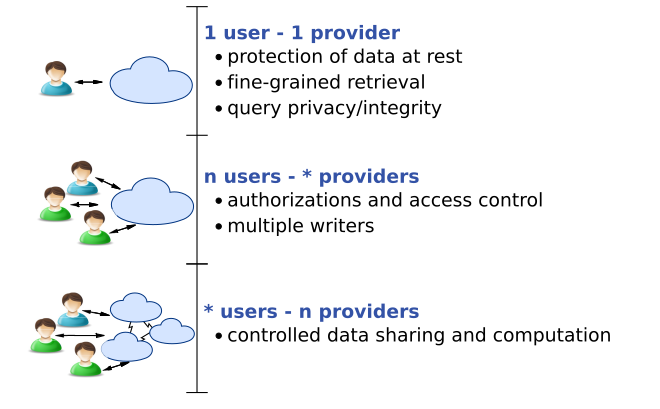 1 user - 1 provider
• protection of data at rest
• fine-grained retrieval
• query privacy/integrity
n users - * providers
• authorizations and access control
• multiple writers
* users - n providers
• controlled data sharing and computation